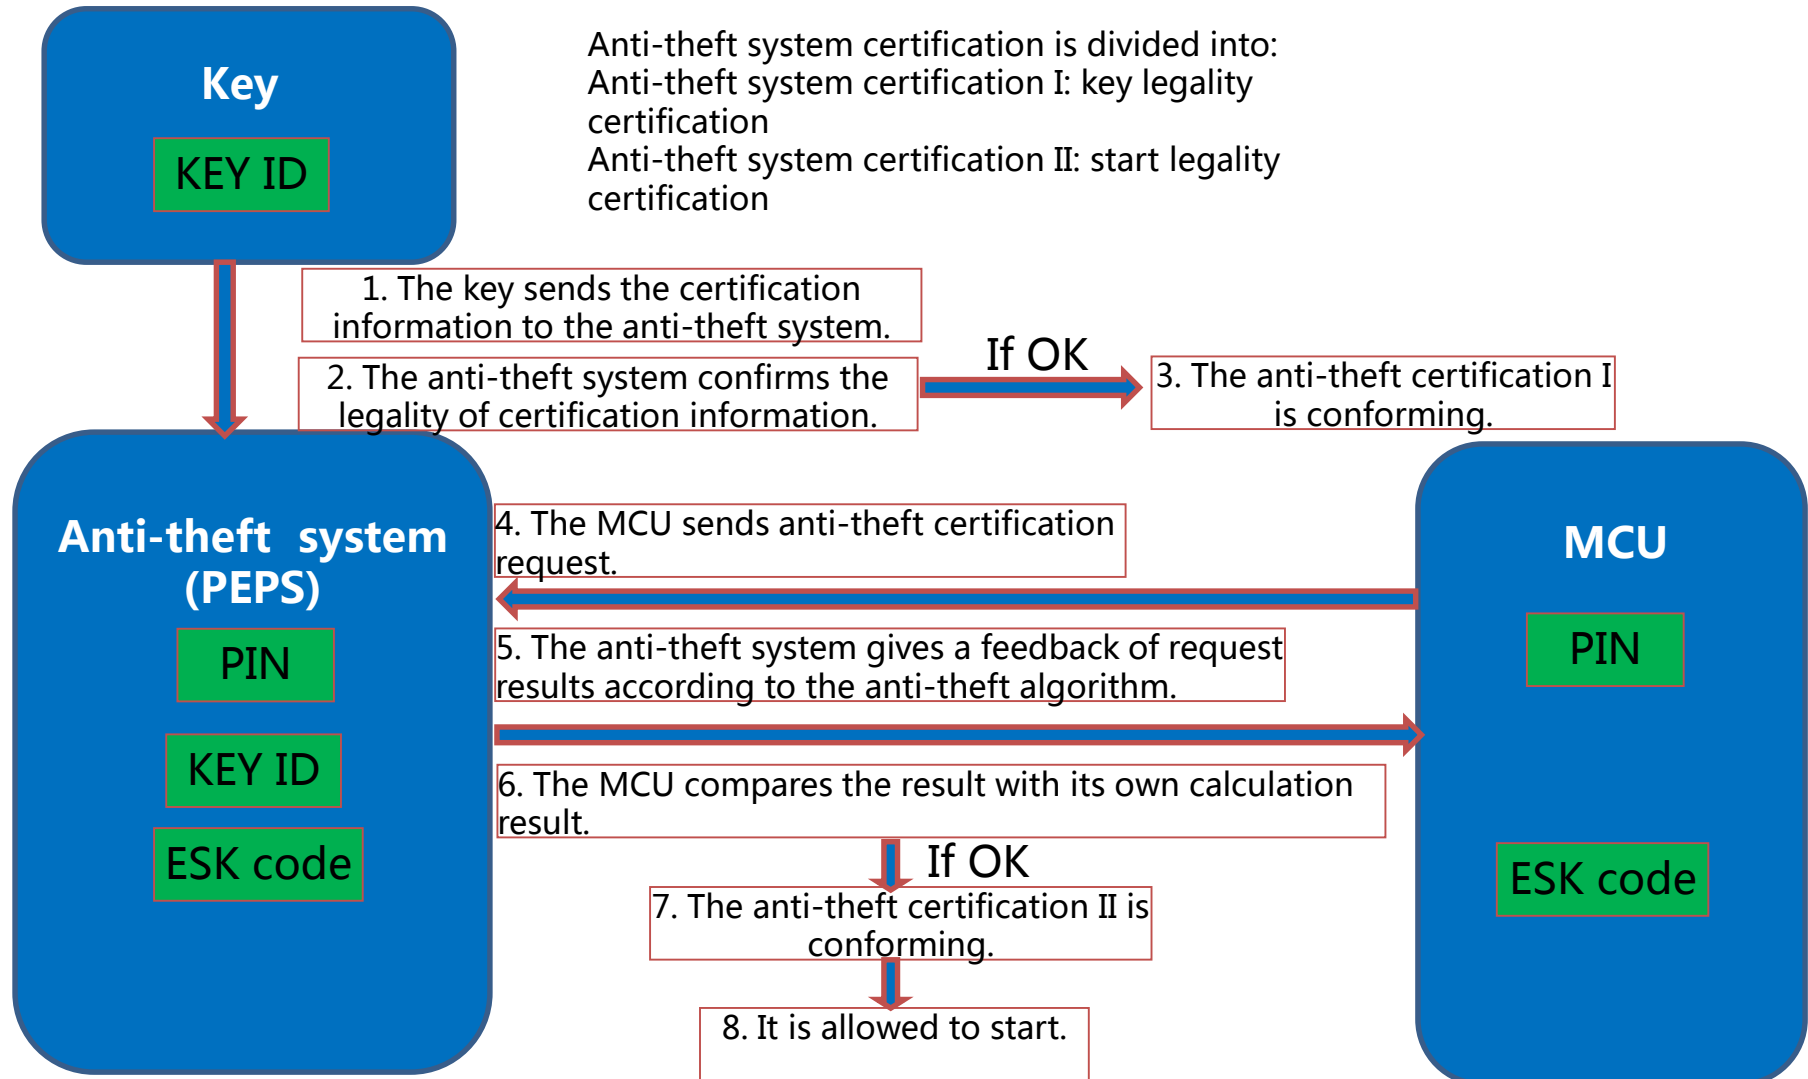 Key
KEY ID
Anti-theft system certification is divided into:
Anti-theft system certification I: key legality
certification
Anti-theft system certification II: start legality
certification
1. The key sends the certification
information to the anti-theft system.
2. The anti-theft system confirms the
legality of certification information.
If OK
3. The anti-theft certification I
is conforming.
Anti-theft system
(PEPS)
PIN
KEY ID
ESK code
4. The MCU sends anti-theft certification
request.
5. The anti-theft system gives a feedback of request
results according to the anti-theft algorithm.
6. The MCU compares the result with its own calculation
result.
If OK
7. The anti-theft certification II is
conforming.
8. It is allowed to start.
MCU
PIN
ESK code